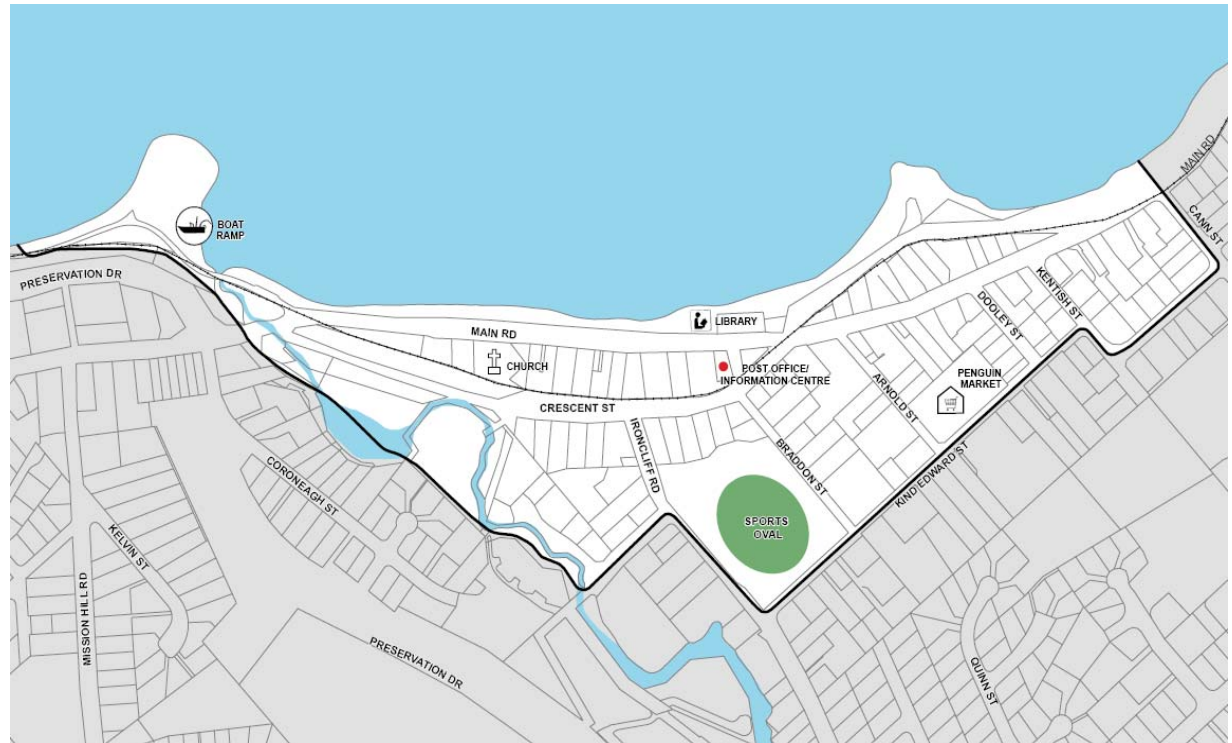 MAIN RD
CANN ST
BOAT
RAMP
PRESERVATION DR
KENTISH ST
DOOLEY ST
LIBRARY
MAIN RD
CHURCH
POST OFFICE/
INFORMATION CENTRE
PENGUIN
MARKET
ARNOLD ST
CRESCENT ST
IRONCLIFF RD
BRADDON ST
KIND EDWARD ST
CORONEAGH ST
SPORTS
OVAL
KELVIN ST
MISSION HILL RD
PRESERVATION DR
QUINN ST